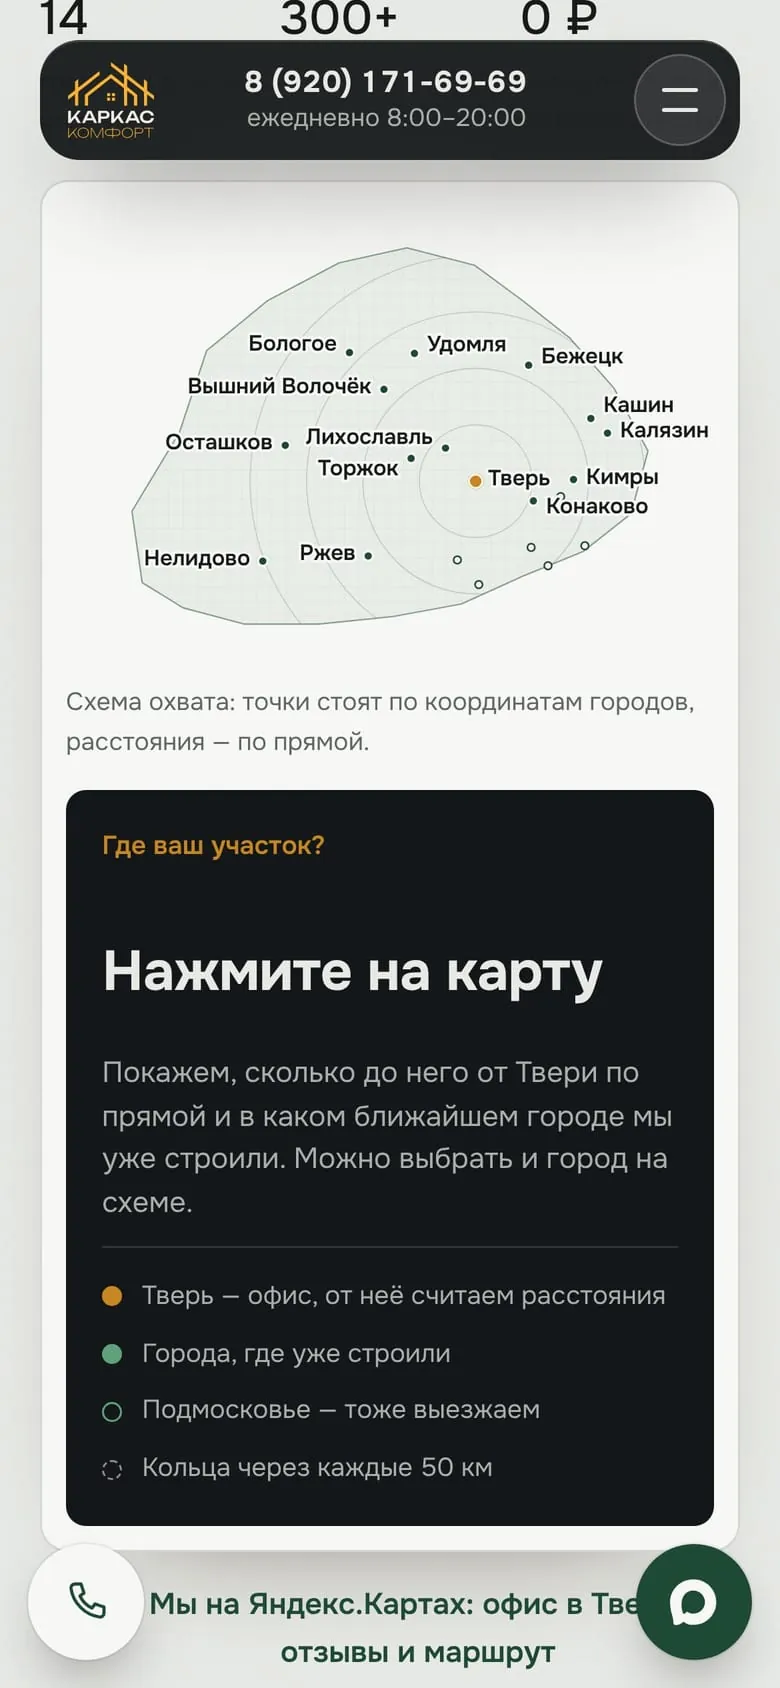 14 300+ 0 ₽
КАРКАС
КОМФОРТ
8 (920) 171-69-69
ежедневно 8:00–20:00
Бологое
Удомля
Бежецк
Вышний Волочёк
Кашин
Калязин
Осташков
Лихославль
Торжок
Тверь
Кимры
Конаково
Нелидово
Ржев
Схема охвата: точки стоят по координатам городов,
расстояния — по прямой.
Где ваш участок?
Нажмите на карту
Покажем, сколько до него от Твери по
прямой и в каком ближайшем городе мы
уже строили. Можно выбрать и город на
схеме.
Тверь — офис, от неё считаем расстояния
Города, где уже строили
Подмосковье — тоже выезжаем
Кольца через каждые 50 км
Мы на Яндекс.Картах: офис в Тве
отзывы и маршрут